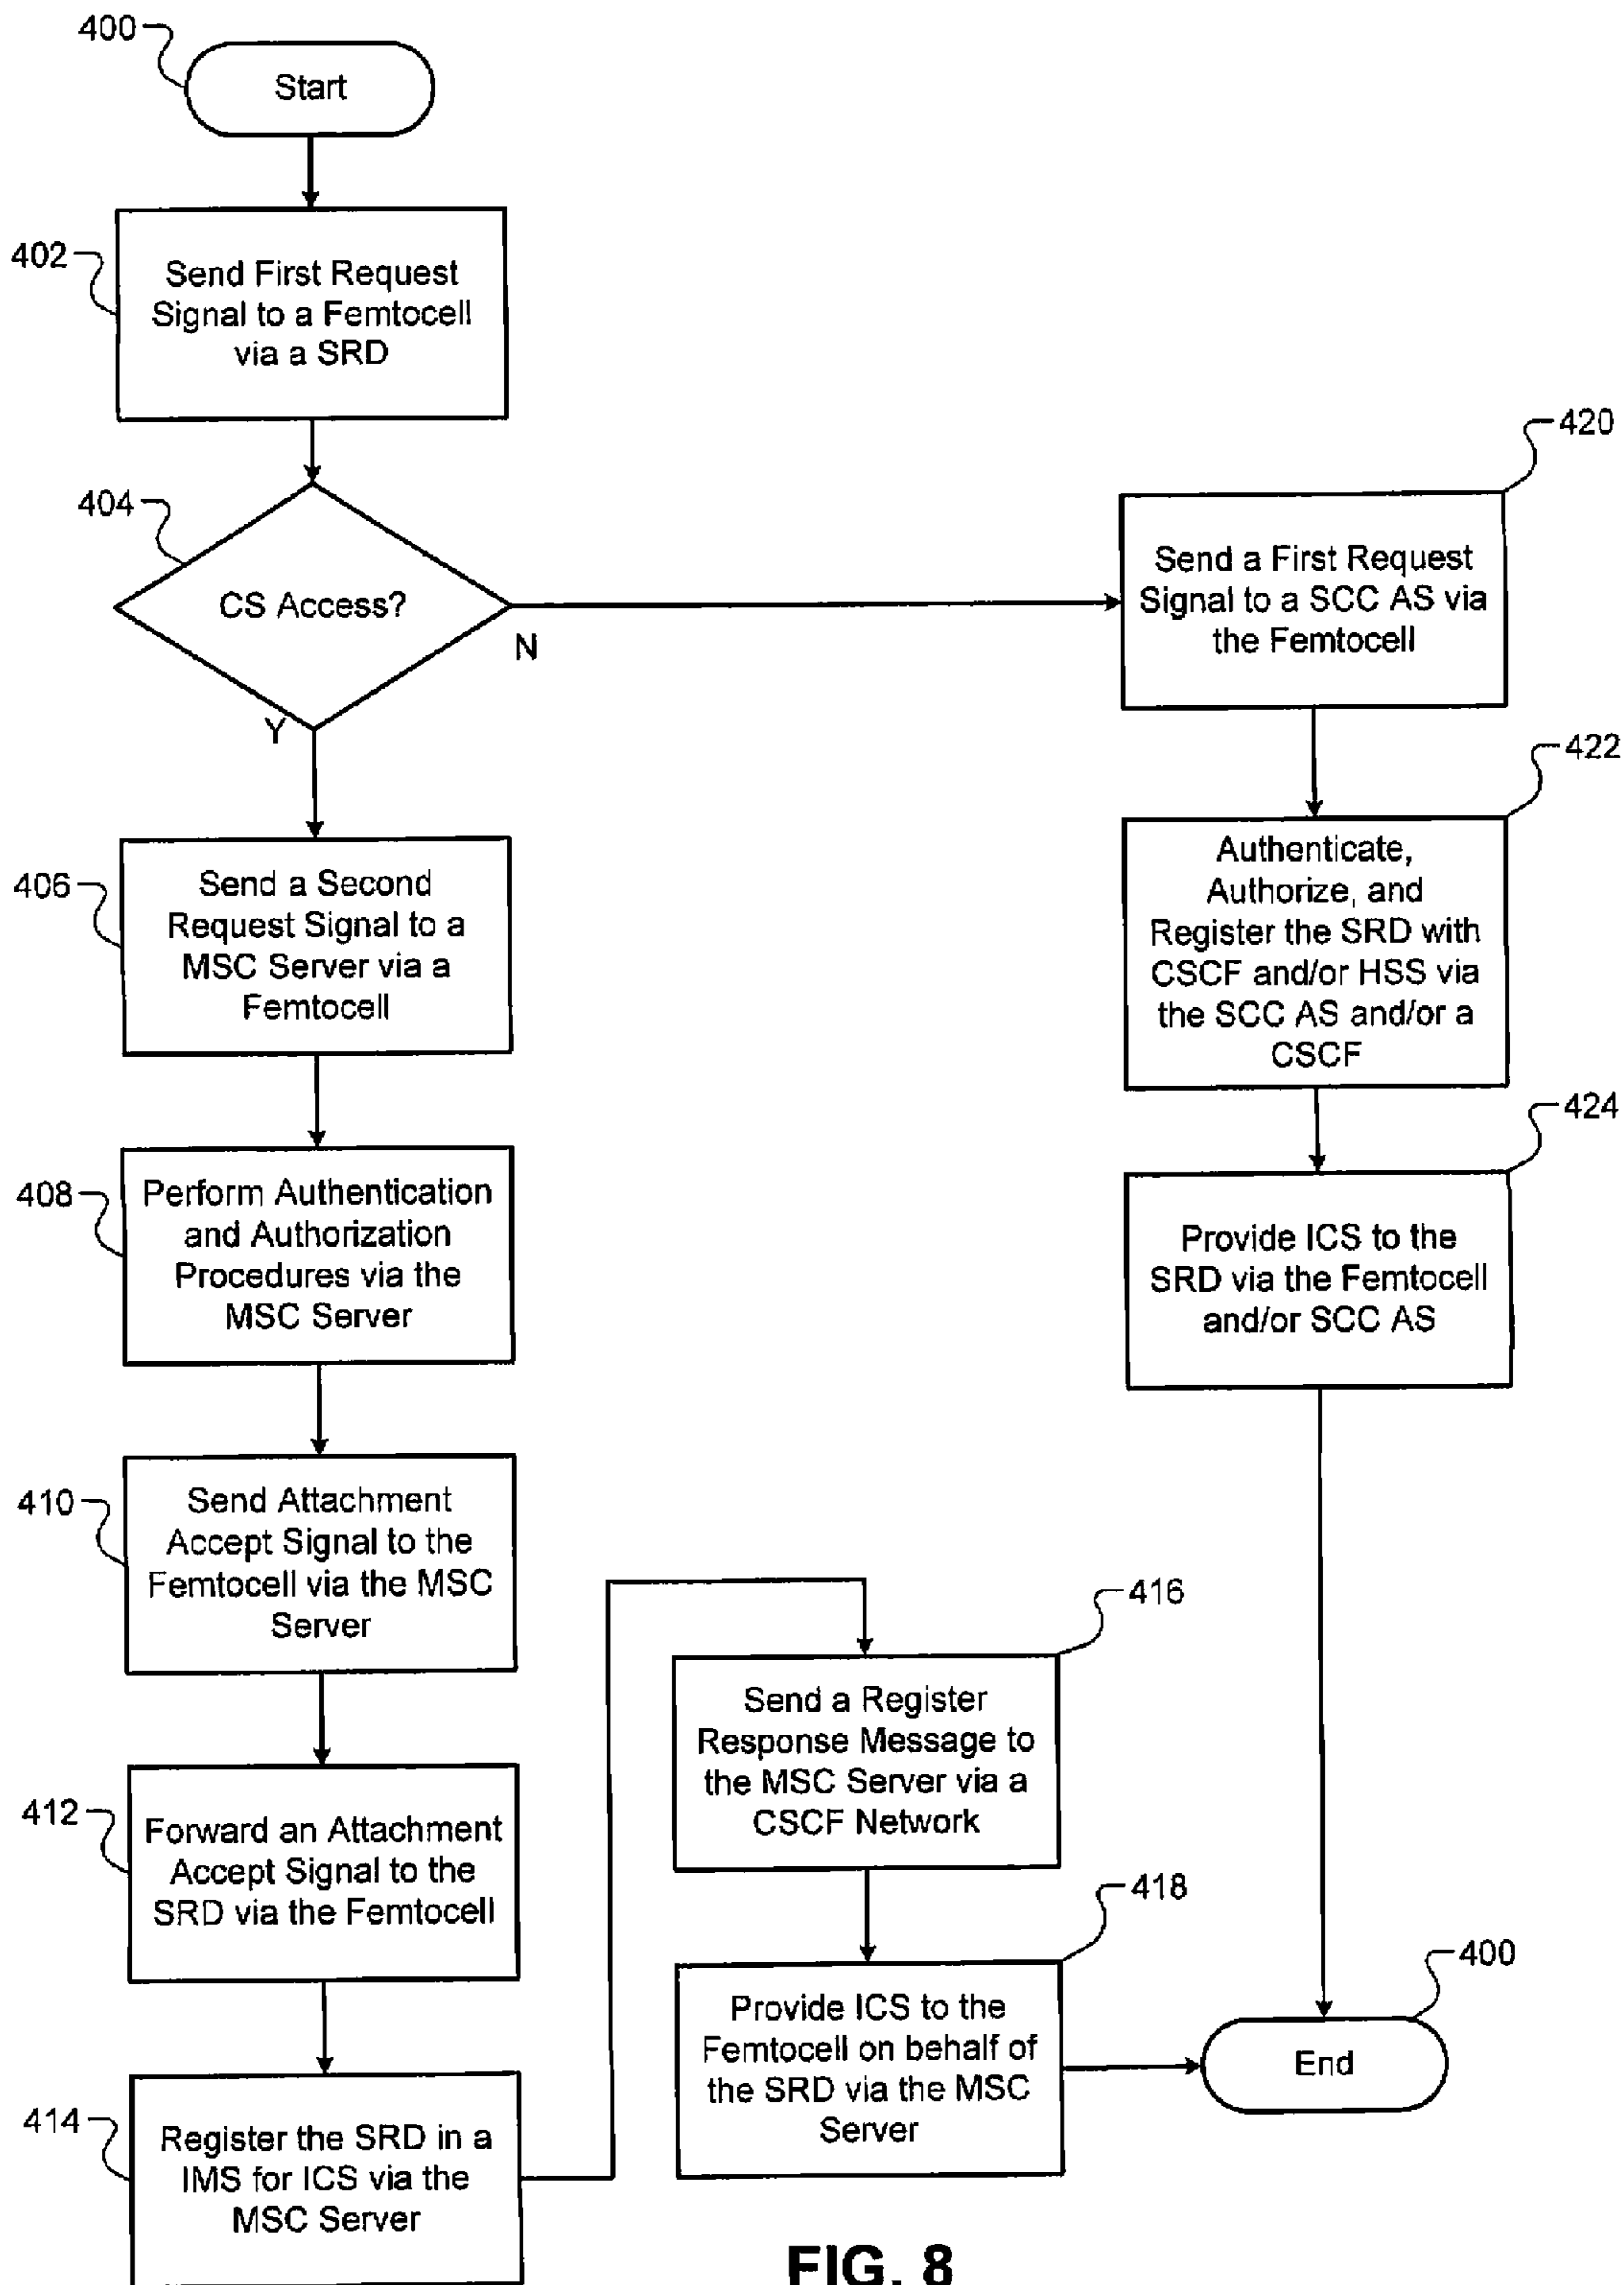 400
Start
402
Send First Request
Signal to a Femtocell
via a SRD
404
CS Access?
N
Y
406
Send a Second
Request Signal to a
MSC Server via a
Femtocell
408
Perform Authentication
and Authorization
Procedures via the
MSC Server
410
Send Attachment
Accept Signal to the
Femtocell via the MSC
Server
412
Forward an Attachment
Accept Signal to the
SRD via the Femtocell
414
Register the SRD in a
IMS for ICS via the
MSC Server
416
Send a Register
Response Message to
the MSC Server via a
CSCF Network
418
Provide ICS to the
Femtocell on behalf of
the SRD via the MSC
Server
420
Send a First Request
Signal to a SCC AS via
the Femtocell
422
Authenticate,
Authorize, and
Register the SRD with
CSCF and/or HSS via
the SCC AS and/or a
CSCF
424
Provide ICS to the
SRD via the Femtocell
and/or SCC AS
400
End
FIG. 8